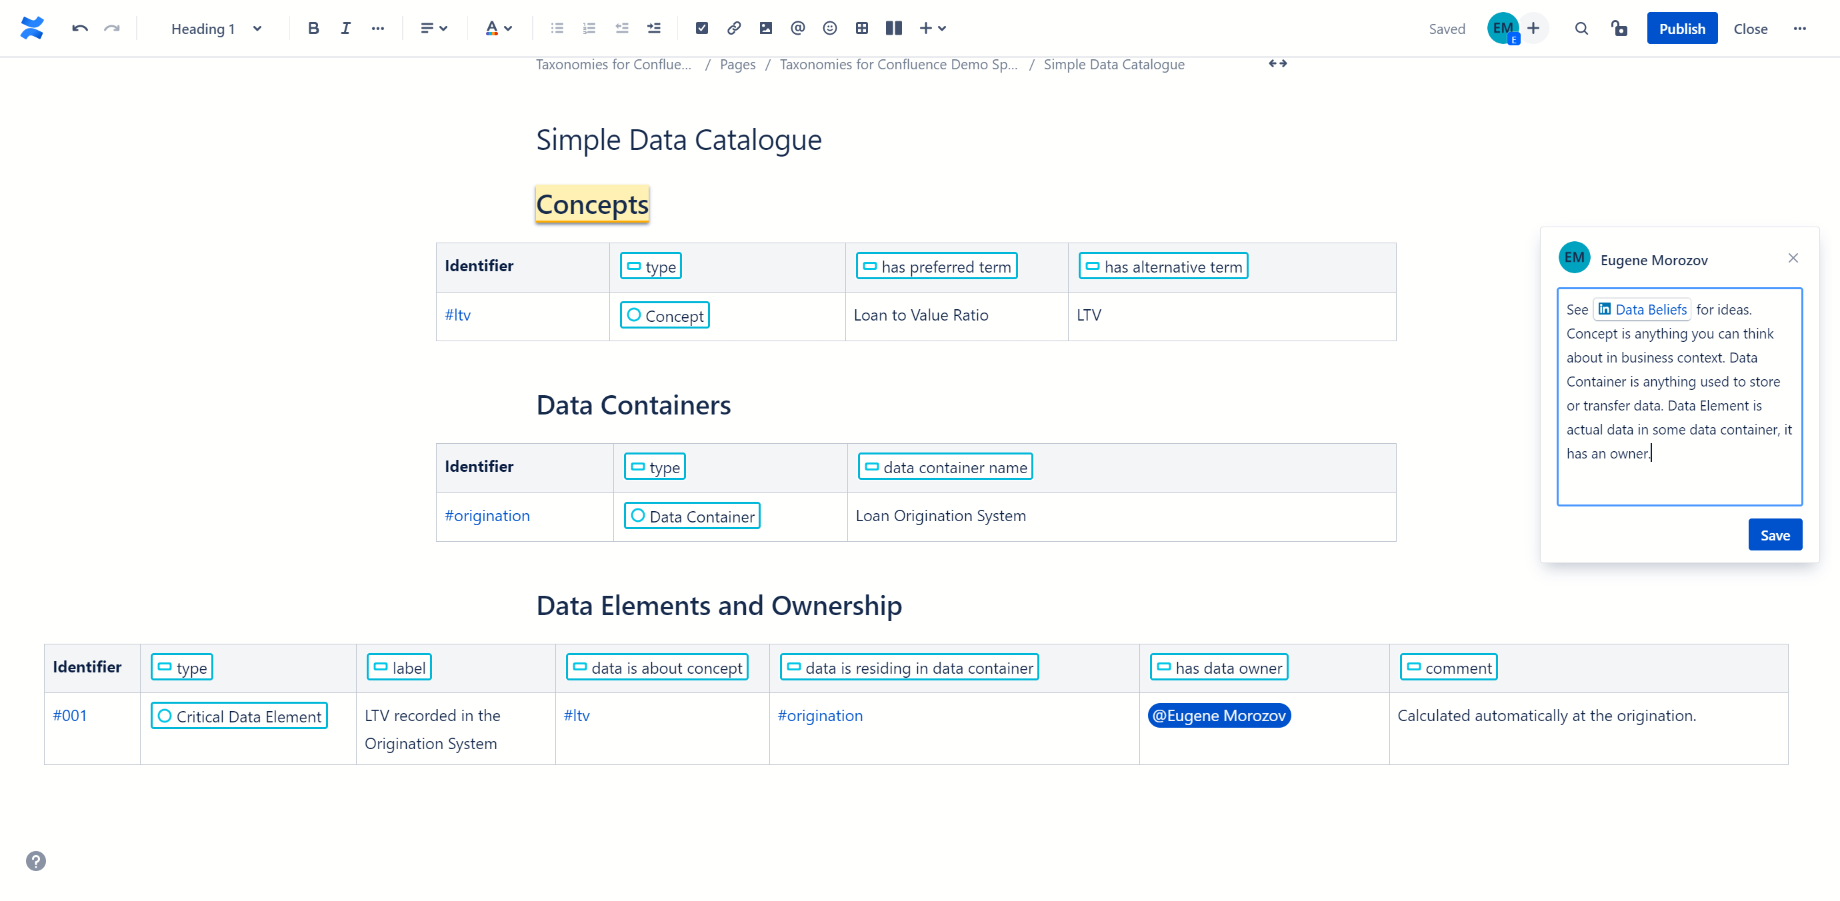 Heading 1
B I
A
@
Saved
EM
E
Publish
Close
Taxonomies for Conflue... / Pages / Taxonomies for Confluence Demo Sp... / Simple Data Catalogue
Simple Data Catalogue
Concepts
Identifier type has preferred term has alternative term
#ltv Concept Loan to Value Ratio LTV
Data Containers
Identifier type data container name
#origination Data Container Loan Origination System
Data Elements and Ownership
Identifier type label data is about concept data is residing in data container has data owner comment
#001 Critical Data Element LTV recorded in the #ltv #origination @Eugene Morozov Calculated automatically at the origination.
Origination System
EM Eugene Morozov
See in Data Beliefs for ideas.
Concept is anything you can think
about in business context. Data
Container is anything used to store
or transfer data. Data Element is
actual data in some data container, it
has an owner.
Save
?